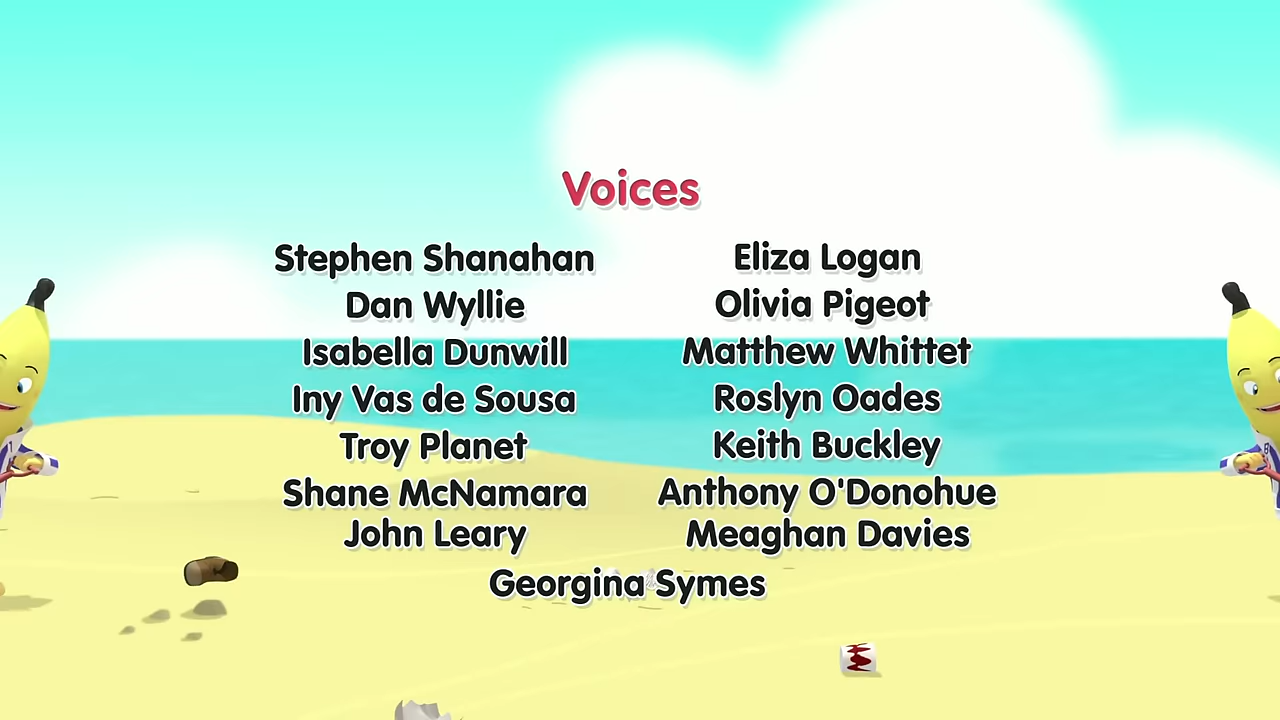 Voices
Stephen Shanahan Eliza Logan
Dan Wyllie Olivia Pigeot
Isabella Dunwill Matthew Whittet
Iny Vas de Sousa Roslyn Oades
Troy Planet Keith Buckley
Shane McNamara Anthony O'Donohue
John Leary Meaghan Davies
Georgina Symes